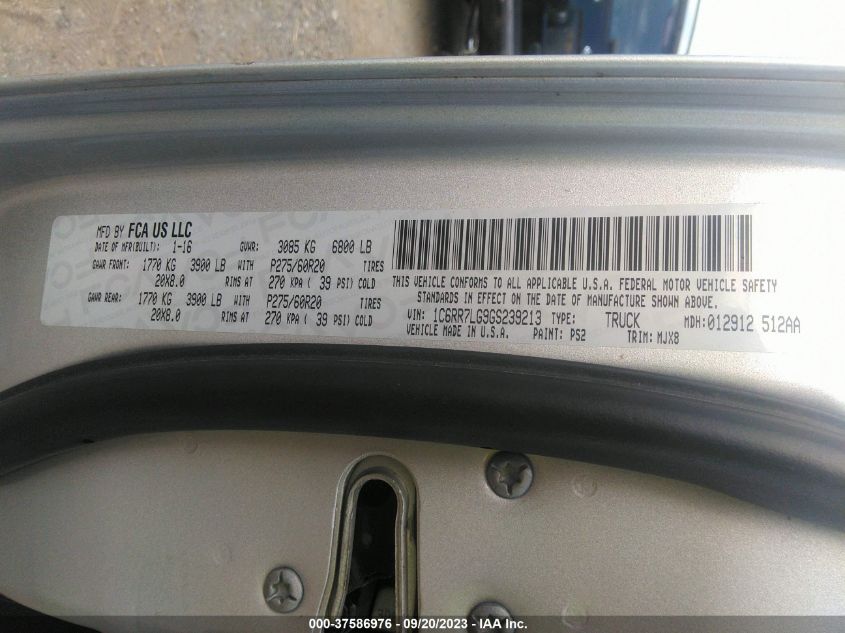 MFD BY FCA US LLC
DATE OF MFR(BUILT): 1-16 GVWR: 3085 KG 6800 LB
GAWR FRONT: 1770 KG 3900 LB WITH P275/60R20 TIRES
20X8.0 RIMS AT 270 KPA ( 39 PSI) COLD
GAWR REAR: 1770 KG 3900 LB WITH P275/60R20 TIRES
20X8.0 RIMS AT 270 KPA ( 39 PSI) COLD
THIS VEHICLE CONFORMS TO ALL APPLICABLE U.S.A. FEDERAL MOTOR VEHICLE SAFETY
STANDARDS IN EFFECT ON THE DATE OF MANUFACTURE SHOWN ABOVE.
VIN: 1C6RR7LG9GS239213 TYPE: TRUCK MDH: 012912 512AA
VEHICLE MADE IN U.S.A. PAINT: PS2 TRIM: MJX8
000-37586976 - 09/20/2023 - IAA Inc.